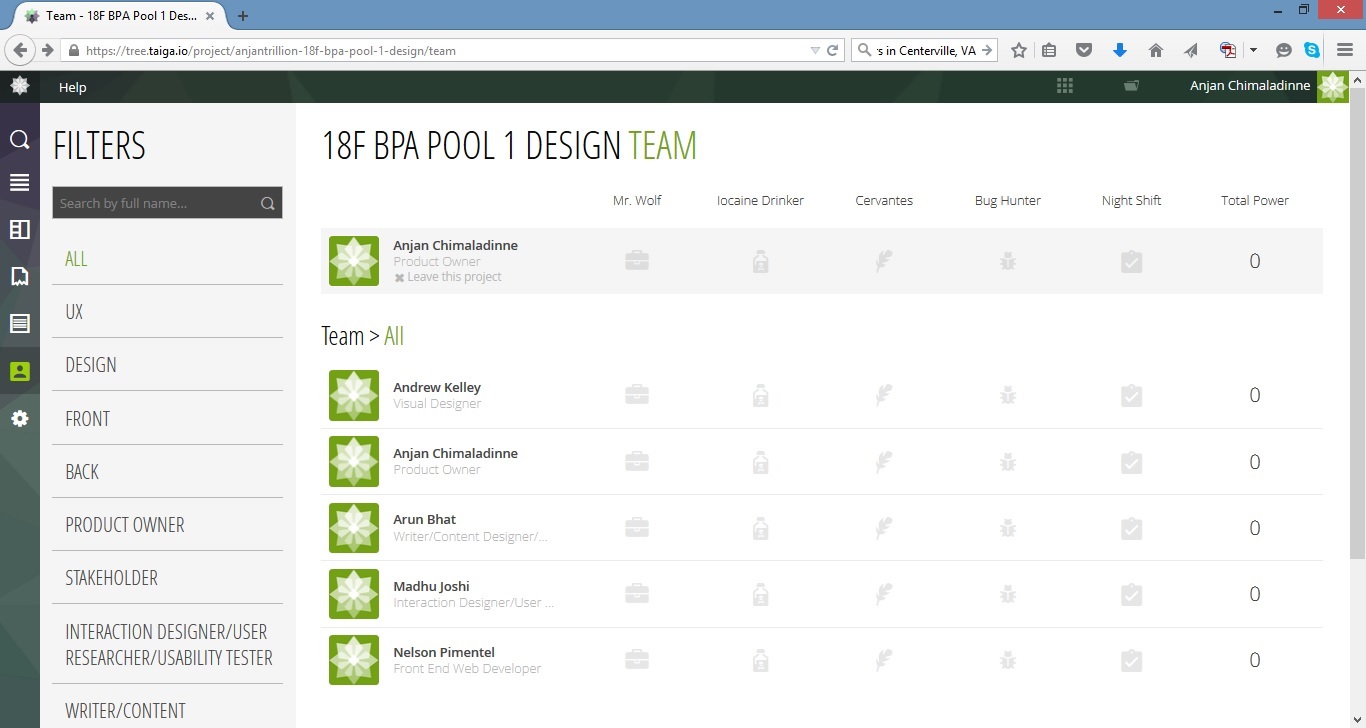 Team - 18F BPA Pool 1 Des...
https://tree.taiga.io/project/anjantrillion-18f-bpa-pool-1-design/team
s in Centerville, VA
Help
Anjan Chimaladinne
FILTERS
Search by full name...
ALL
UX
DESIGN
FRONT
BACK
PRODUCT OWNER
STAKEHOLDER
INTERACTION DESIGNER/USER
RESEARCHER/USABILITY TESTER
WRITER/CONTENT
18F BPA POOL 1 DESIGN TEAM
Mr. Wolf Iocaine Drinker Cervantes Bug Hunter Night Shift Total Power
Anjan Chimaladinne
Product Owner
Leave this project
0
Team > All
Andrew Kelley
Visual Designer
0
Anjan Chimaladinne
Product Owner
0
Arun Bhat
Writer/Content Designer/...
0
Madhu Joshi
Interaction Designer/User ...
0
Nelson Pimentel
Front End Web Developer
0